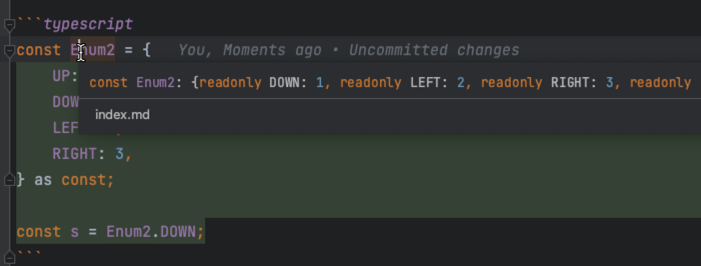 ```typescript
const Enum2 = {   You, Moments ago • Uncommitted changes
UP:
const Enum2: {readonly DOWN: 1, readonly LEFT: 2, readonly RIGHT: 3, readonly
DOW
index.md
LEF
RIGHT: 3,
} as const;
const s = Enum2.DOWN;
```